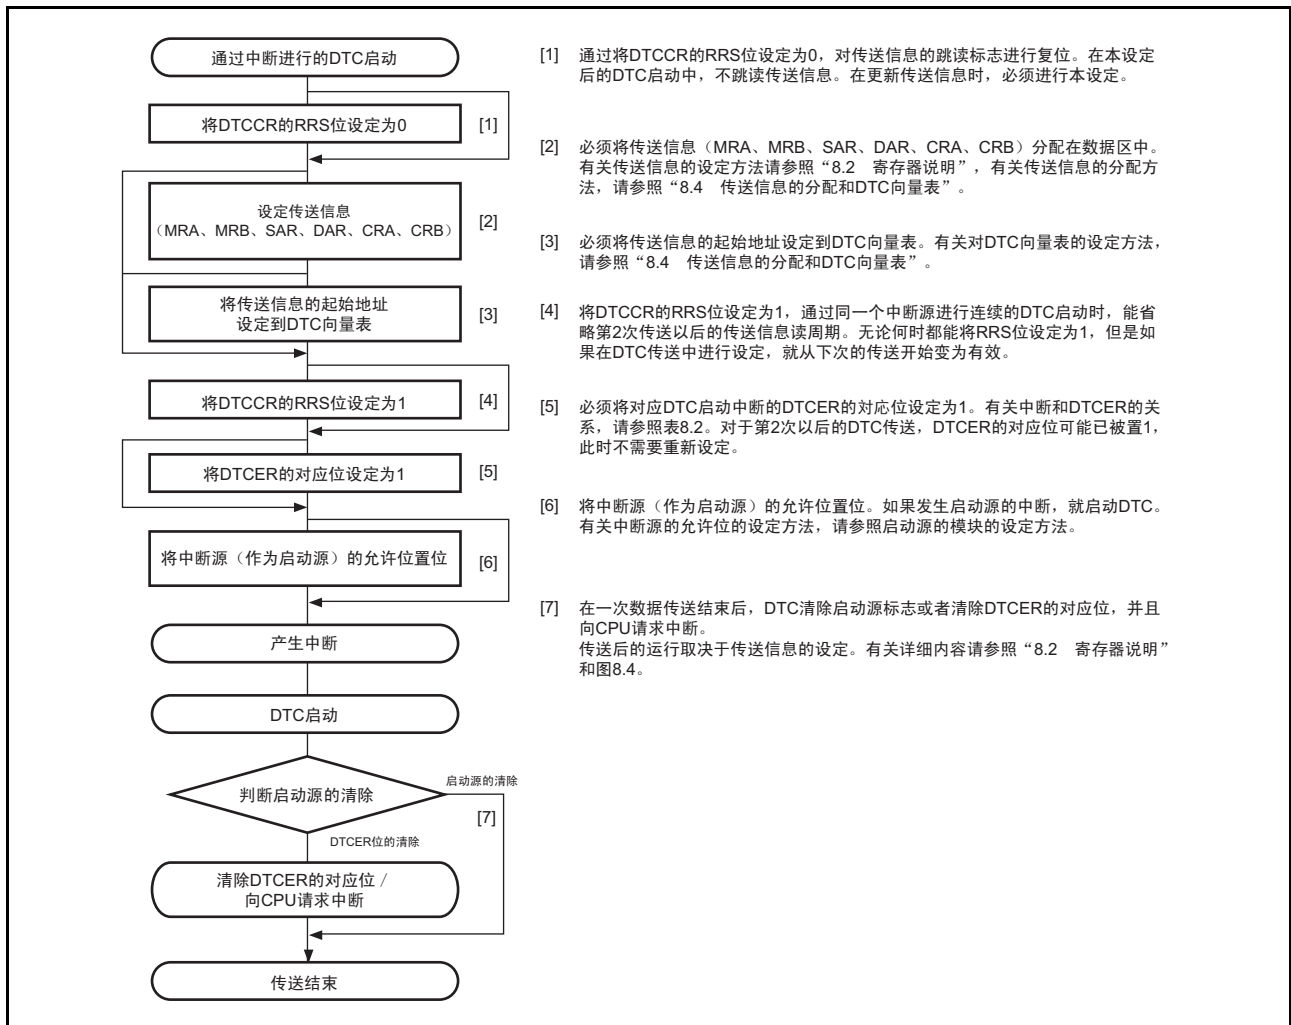 通过中断进行的DTC启动
将DTCCR的RRS位设定为0
[1]
设定传送信息
（MRA、MRB、SAR、DAR、CRA、CRB）
[2]
将传送信息的起始地址
设定到DTC向量表
[3]
将DTCCR的RRS位设定为1
[4]
将DTCER的对应位设定为1
[5]
将中断源（作为启动源）的允许位置位
[6]
产生中断
DTC启动
判断启动源的清除
启动源的清除
[7]
DTCER位的清除
清除DTCER的对应位／
向CPU请求中断
传送结束
[1] 通过将DTCCR的RRS位设定为0，对传送信息的跳读标志进行复位。在本设定
后的DTC启动中，不跳读传送信息。在更新传送信息时，必须进行本设定。
[2] 必须将传送信息（MRA、MRB、SAR、DAR、CRA、CRB）分配在数据区中。
有关传送信息的设定方法请参照“8.2 寄存器说明”，有关传送信息的分配方
法，请参照“8.4 传送信息的分配和DTC向量表”。
[3] 必须将传送信息的起始地址设定到DTC向量表。有关对DTC向量表的设定方法，
请参照“8.4 传送信息的分配和DTC向量表”。
[4] 将DTCCR的RRS位设定为1，通过同一个中断源进行连续的DTC启动时，能省
略第2次传送以后的传送信息读周期。无论何时都能将RRS位设定为1，但是如
果在DTC传送中进行设定，就从下次的传送开始变为有效。
[5] 必须将对应DTC启动中断的DTCER的对応位设定为1。有关中断和DTCER的关
系，请参照表8.2。对于第2次以后的DTC传送，DTCER的对应位可能已被置1，
此时不需要重新设定。
[6] 将中断源（作为启动源）的允许位置位。如果发生启动源的中断，就启动DTC。
有关中断源的允许位的设定方法，请参照启动源的模块的设定方法。
[7] 在一次数据传送结束后，DTC清除启动源标志或者清除DTCER的对应位，并且
向CPU请求中断。
传送后的运行取决于传送信息的设定。有关详细内容请参照“8.2 寄存器说明”
和图8.4。